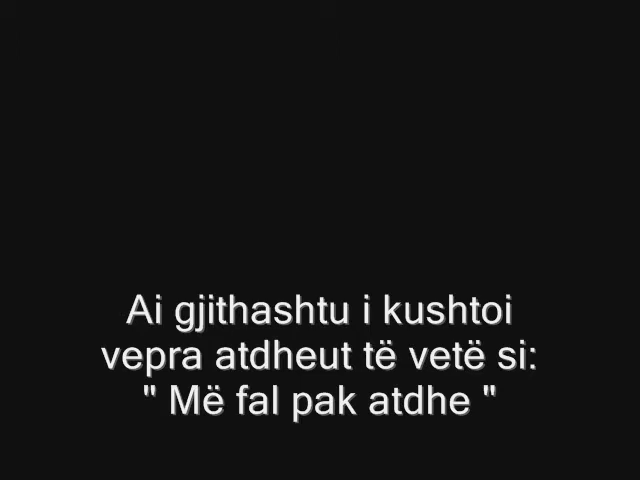 Ai gjithashtu i kushtoi
vepra atdheut të vetë si:
" Më fal pak atdhe "